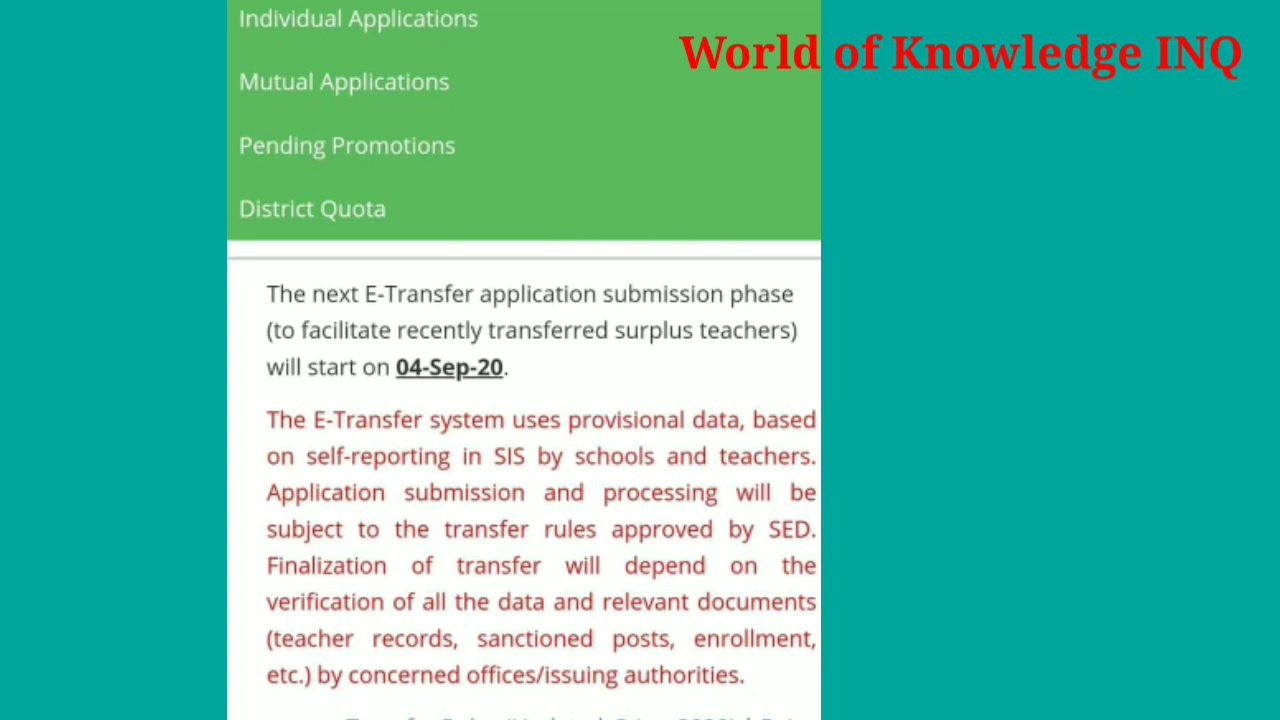 Individual Applications
World of Knowledge INQ
Mutual Applications
Pending Promotions
District Quota
The next E-Transfer application submission phase
(to facilitate recently transferred surplus teachers)
will start on 04-Sep-20.
The E-Transfer system uses provisional data, based
on self-reporting in SIS by schools and teachers.
Application submission and processing will be
subject to the transfer rules approved by SED.
Finalization of transfer will depend on the
verification of all the data and relevant documents
(teacher records, sanctioned posts, enrollment,
etc.) by concerned offices/issuing authorities.